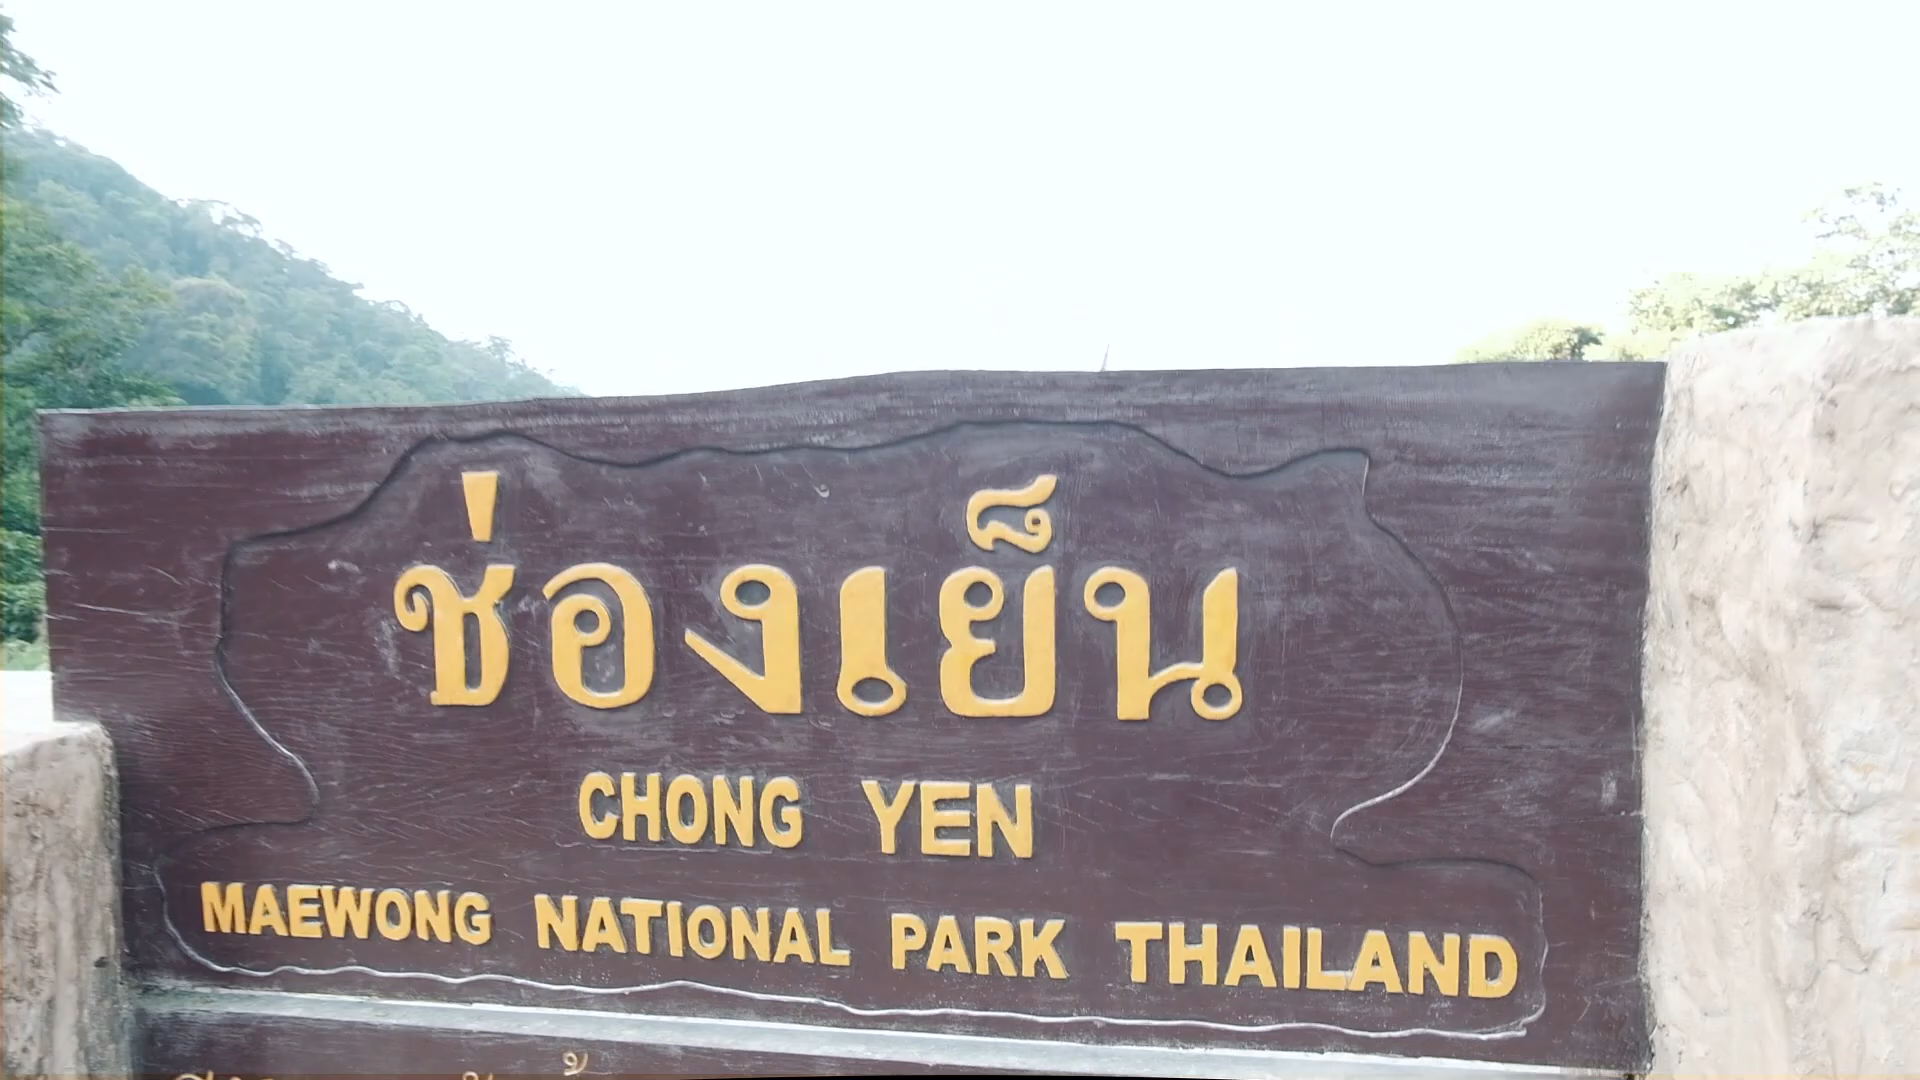 ช่องเย็น
CHONG YEN
MAEWONG NATIONAL PARK THAILAND